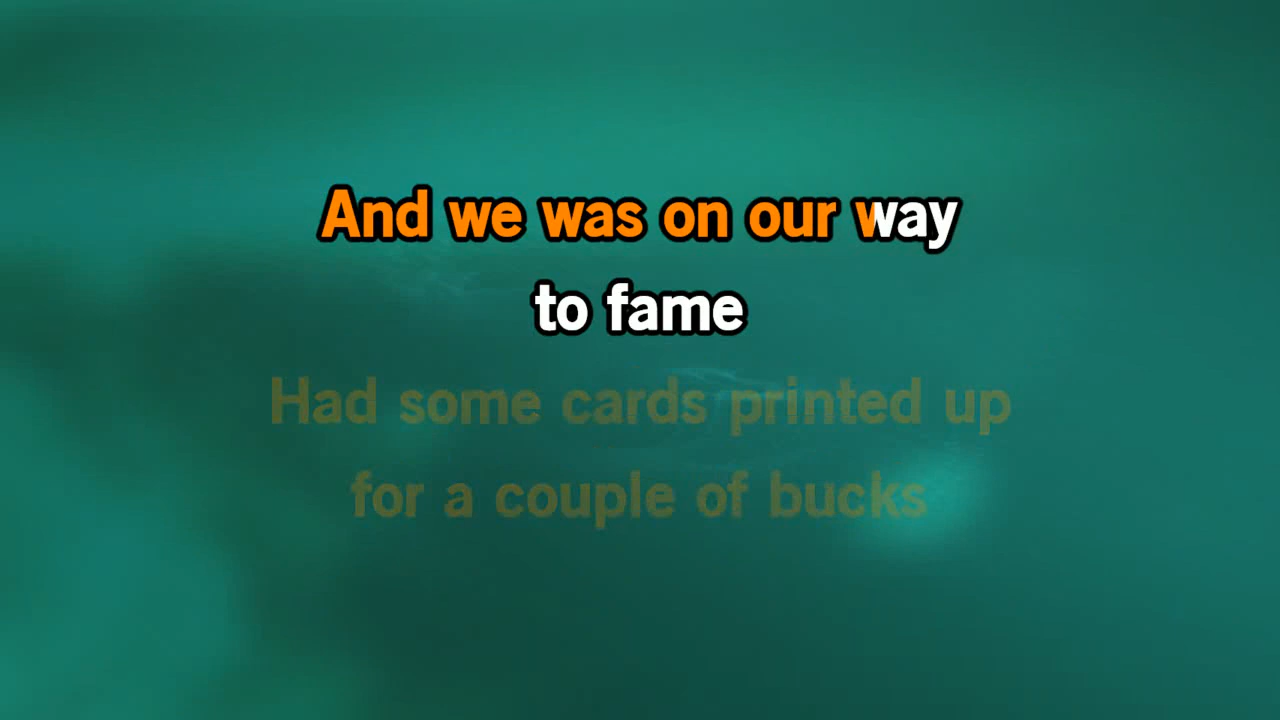 And we was on our way
to fame
Had some cards printed up
for a couple of bucks